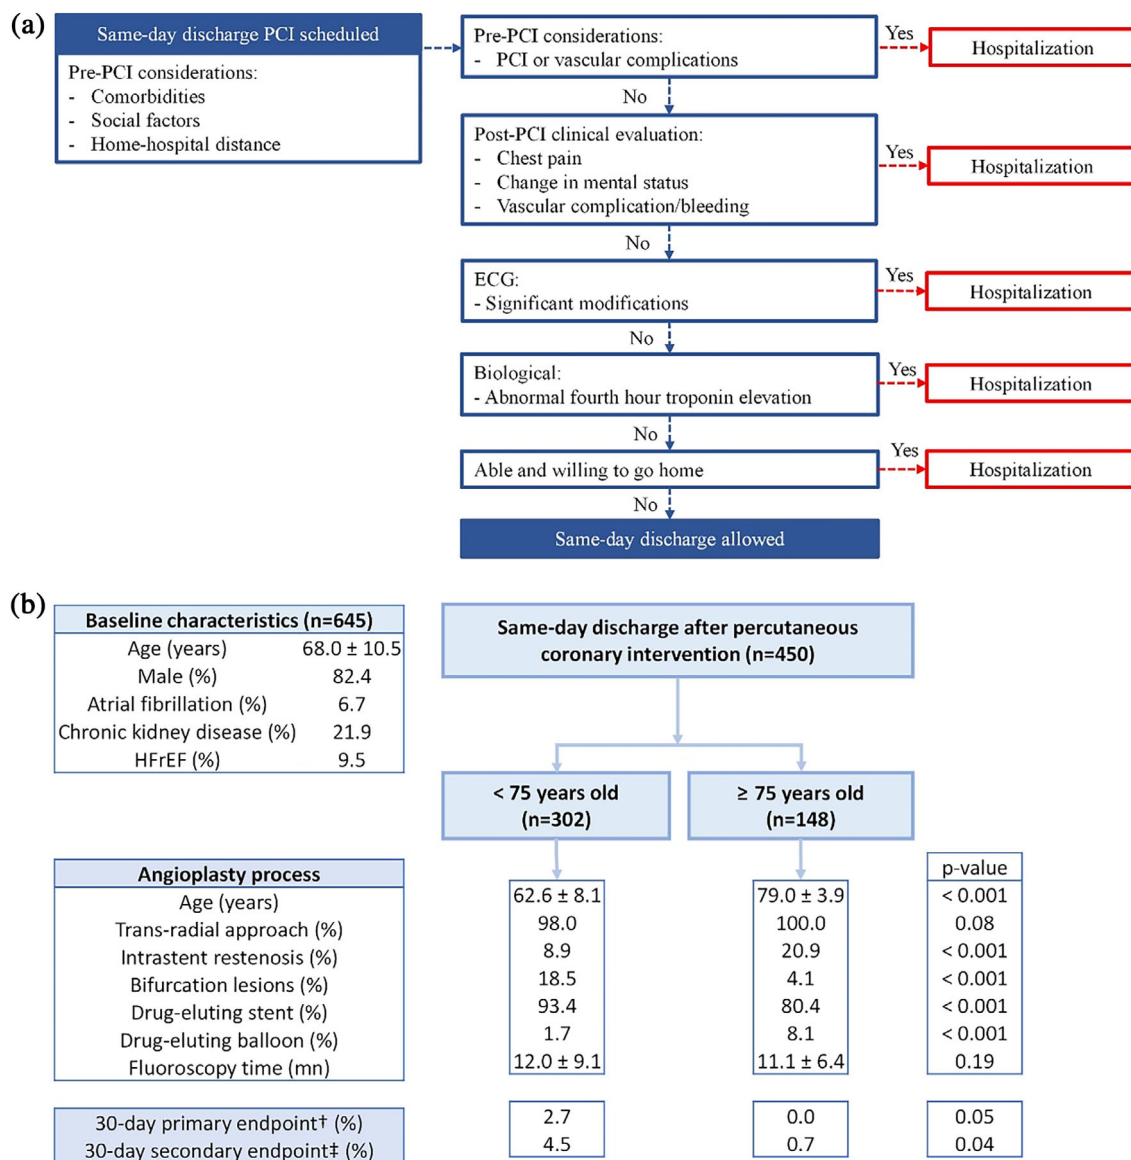 (a)
Same-day discharge PCI scheduled
Pre-PCI considerations:
- Comorbidities
- Social factors
- Home-hospital distance
Pre-PCI considerations:
- PCI or vascular complications
Yes
Hospitalization
No
Post-PCI clinical evaluation:
- Chest pain
- Change in mental status
- Vascular complication/bleeding
Yes
Hospitalization
No
ECG:
- Significant modifications
Yes
Hospitalization
No
Biological:
- Abnormal fourth hour troponin elevation
Yes
Hospitalization
No
Able and willing to go home
Yes
Hospitalization
No
Same-day discharge allowed
(b)
Baseline characteristics (n=645)
Age (years) 68.0 ± 10.5
Male (%) 82.4
Atrial fibrillation (%) 6.7
Chronic kidney disease (%) 21.9
HFrEF (%) 9.5
Same-day discharge after percutaneous
coronary intervention (n=450)
< 75 years old
(n=302)
≥ 75 years old
(n=148)
Angioplasty process p-value
Age (years) 62.6 ± 8.1 79.0 ± 3.9 < 0.001
Trans-radial approach (%) 98.0 100.0 0.08
Intrastent restenosis (%) 8.9 20.9 < 0.001
Bifurcation lesions (%) 18.5 4.1 < 0.001
Drug-eluting stent (%) 93.4 80.4 < 0.001
Drug-eluting balloon (%) 1.7 8.1 < 0.001
Fluoroscopy time (mn) 12.0 ± 9.1 11.1 ± 6.4 0.19
30-day primary endpoint† (%) 2.7 0.0 0.05
30-day secondary endpoint‡ (%) 4.5 0.7 0.04